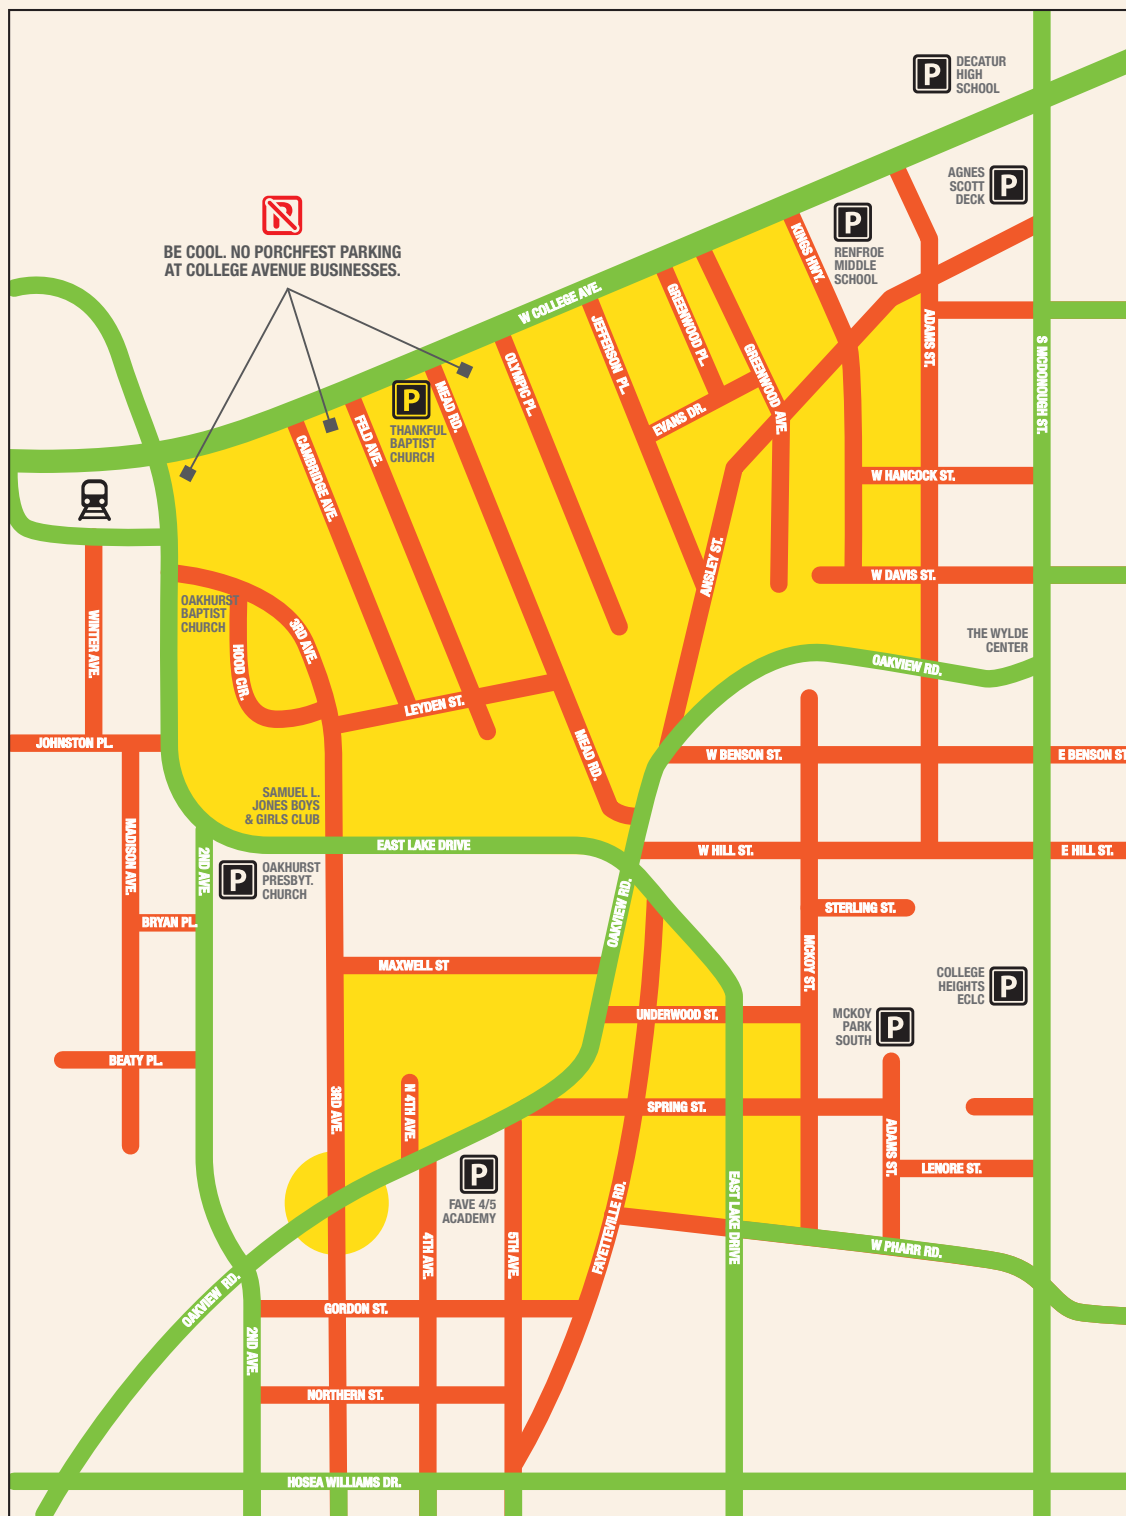 P
DECATUR
HIGH
SCHOOL
AGNES
SCOTT
DECK
P
P
BE COOL. NO PORCHFEST PARKING
AT COLLEGE AVENUE BUSINESSES.
P
RENFROE
MIDDLE
SCHOOL
KINGS HWY.
W COLLEGE AVE.
GREENWOOD PL.
JEFFERSON PL.
ADAMS ST.
S MCDONOUGH ST.
OLYMPIC PL.
GREENWOOD AVE.
P
THANKFUL
BAPTIST
CHURCH
MEAD RD.
FELD AVE.
CAMBRIDGE AVE.
EVANS DR.
W HANCOCK ST.
ANSLEY ST.
W DAVIS ST.
OAKHURST
BAPTIST
CHURCH
WINTER AVE.
3RD AVE.
HOOD CIR.
THE WYLDE
CENTER
OAKVIEW RD.
LEYDEN ST.
JOHNSTON PL.
MEAD RD.
W BENSON ST.
E BENSON ST
SAMUEL L.
JONES BOYS
& GIRLS CLUB
MADISON AVE.
2ND AVE.
EAST LAKE DRIVE
W HILL ST.
E HILL ST.
P
OAKHURST
PRESBYT.
CHURCH
OAKVIEW RD.
STERLING ST.
BRYAN PL.
MAXWELL ST
MCKOY ST.
COLLEGE
HEIGHTS
ECLC
P
UNDERWOOD ST.
MCKOY
PARK
SOUTH
P
BEATY PL.
3RD AVE.
N 4TH AVE.
SPRING ST.
ADAMS ST.
LENORE ST.
P
FAVE 4/5
ACADEMY
EAST LAKE DRIVE
FAYETTEVILLE RD.
4TH AVE.
5TH AVE.
W PHARR RD.
OAKVIEW RD.
GORDON ST.
2ND AVE.
NORTHERN ST.
HOSEA WILLIAMS DR.